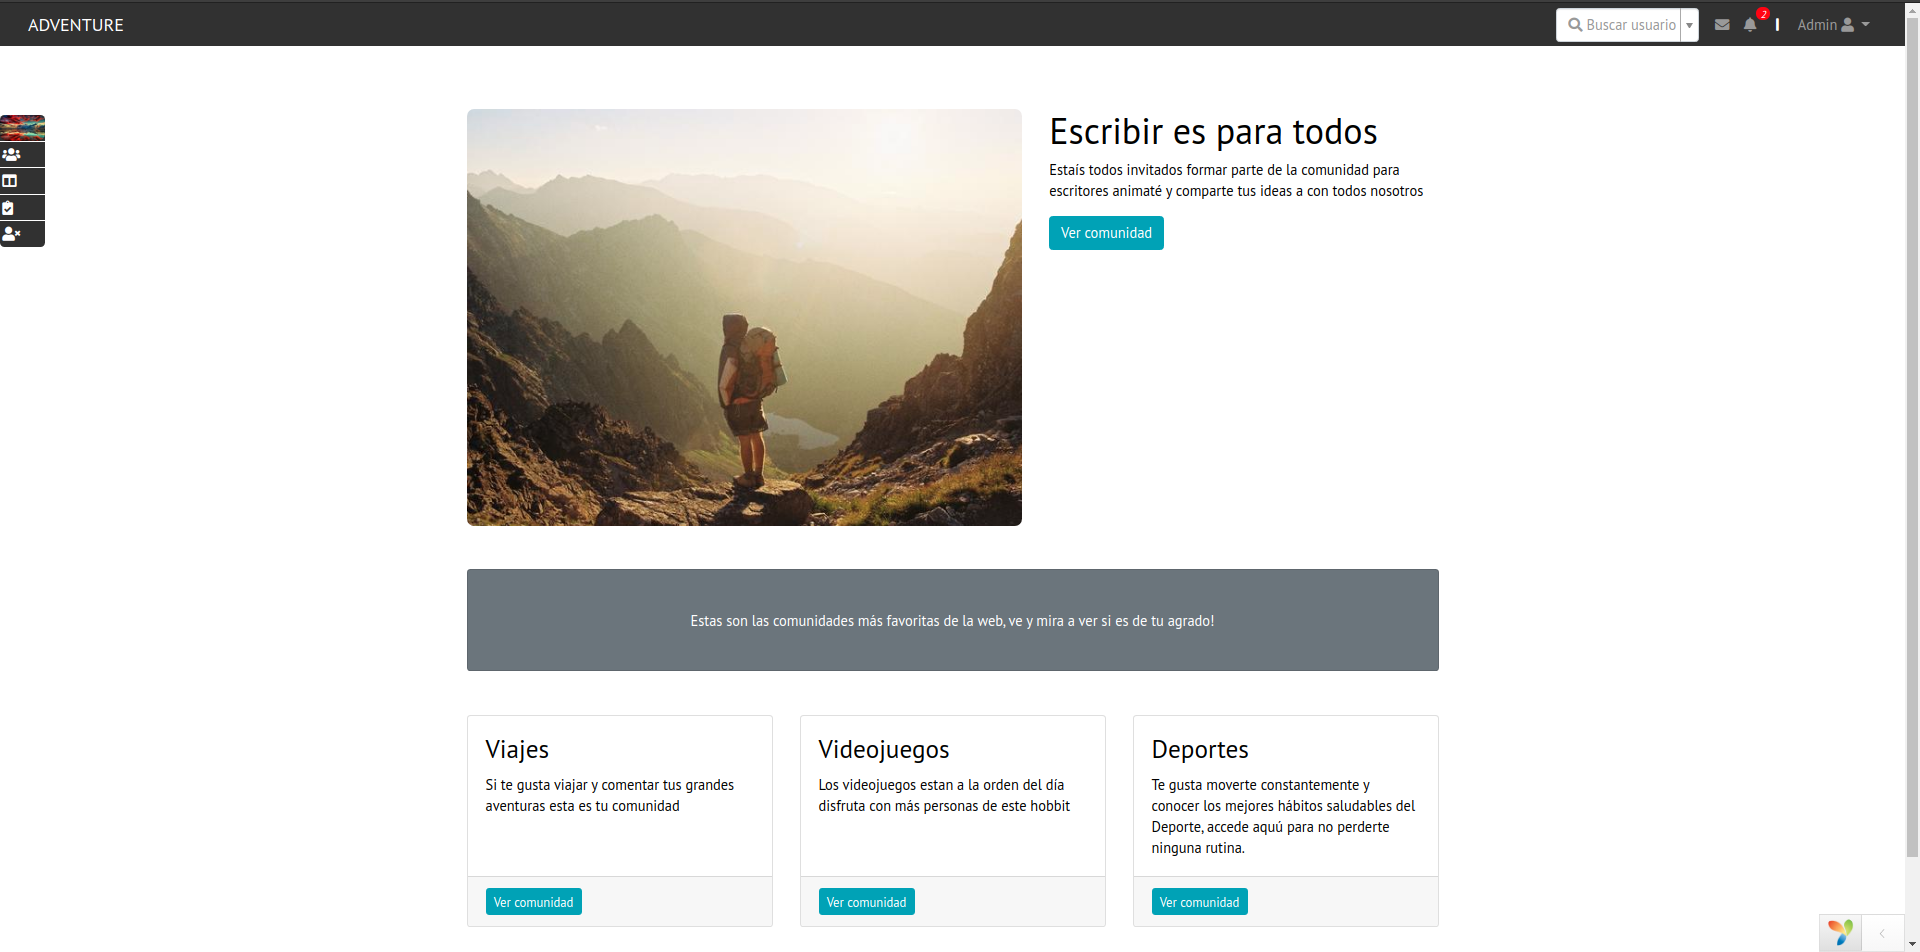 ADVENTURE
Buscar usuario
2
Admin
Escribir es para todos
Estaís todos invitados formar parte de la comunidad para
escritores animaté y comparte tus ideas a con todos nosotros
Ver comunidad
Estas son las comunidades más favoritas de la web, ve y mira a ver si es de tu agrado!
Viajes
Si te gusta viajar y comentar tus grandes
aventuras esta es tu comunidad
Ver comunidad
Videojuegos
Los videojuegos estan a la orden del día
disfruta con más personas de este hobbit
Ver comunidad
Deportes
Te gusta moverte constantemente y
conocer los mejores hábitos saludables del
Deporte, accede aquú para no perderte
ninguna rutina.
Ver comunidad